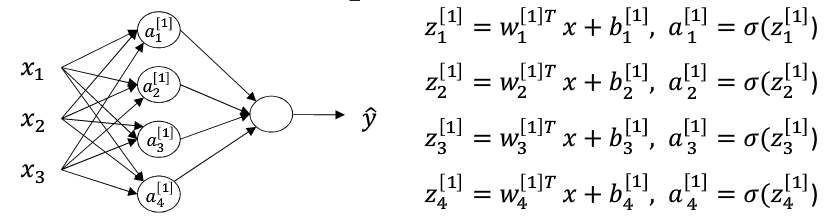 a₁^[1]
a₂^[1]
a₃^[1]
a₄^[1]
x₁
x₂
x₃
ŷ
z₁^[1] = w₁^[1]T x + b₁^[1], a₁^[1] = σ(z₁^[1])
z₂^[1] = w₂^[1]T x + b₂^[1], a₂^[1] = σ(z₂^[1])
z₃^[1] = w₃^[1]T x + b₃^[1], a₃^[1] = σ(z₃^[1])
z₄^[1] = w₄^[1]T x + b₄^[1], a₄^[1] = σ(z₄^[1])